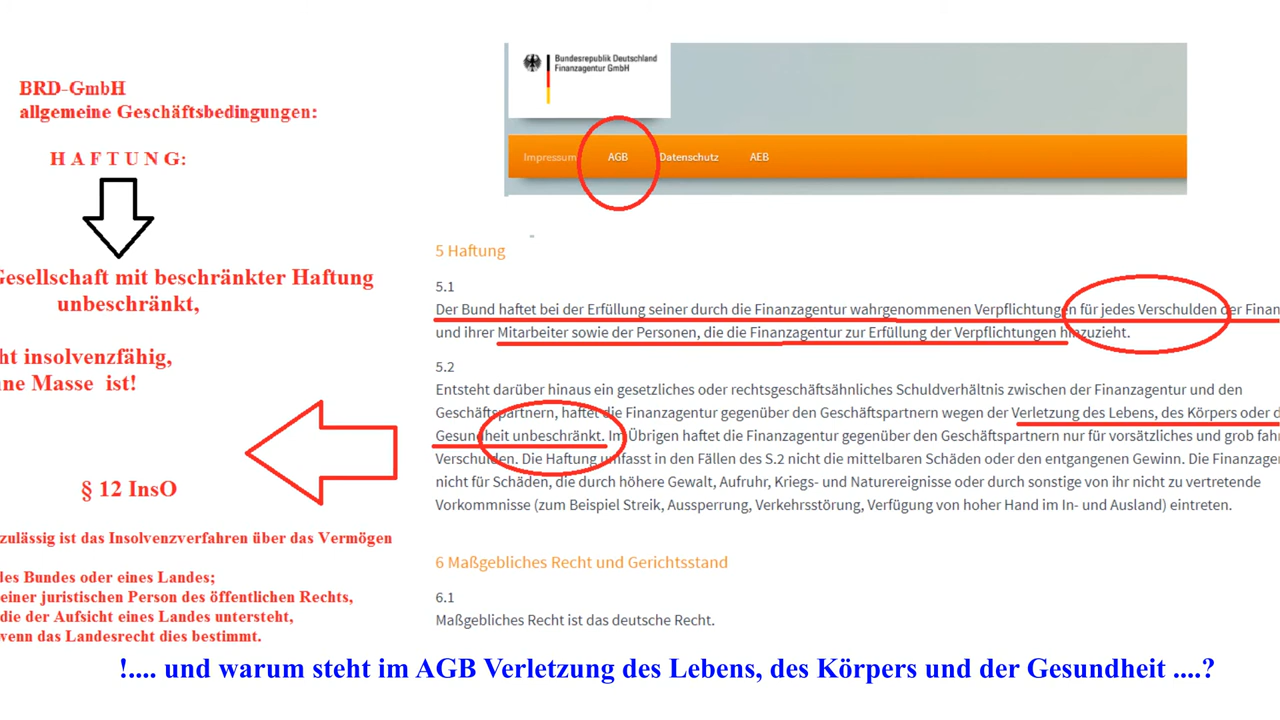 Bundesrepublik Deutschland
Finanzagentur GmbH
BRD-GmbH
allgemeine Geschäftsbedingungen:
H A F T U N G:
Impressum AGB Datenschutz AEB
Gesellschaft mit beschränkter Haftung
unbeschränkt,
insolvenzfähig,
Masse ist!
§ 12 InsO
zulässig ist das Insolvenzverfahren über das Vermögen
des Bundes oder eines Landes;
einer juristischen Person des öffentlichen Rechts,
die der Aufsicht eines Landes untersteht,
wenn das Landesrecht dies bestimmt.
5 Haftung
5.1
Der Bund haftet bei der Erfüllung seiner durch die Finanzagentur wahrgenommenen Verpflichtungen für jedes Verschulden der
und ihrer Mitarbeiter sowie der Personen, die die Finanzagentur zur Erfüllung der Verpflichtungen hinzuzieht.
5.2
Entsteht darüber hinaus ein gesetzliches oder rechtsgeschäftsähnliches Schuldverhältnis zwischen der Finanzagentur und den
Geschäftspartnern, haftet die Finanzagentur gegenüber den Geschäftspartnern wegen der Verletzung des Lebens, des Körpers oder
Gesundheit unbeschränkt. Im Übrigen haftet die Finanzagentur gegenüber den Geschäftspartnern nur für vorsätzliches und grob
Verschulden. Die Haftung umfasst in den Fällen des S.2 nicht die mittelbaren Schäden oder den entgangenen Gewinn. Die
nicht für Schäden, die durch höhere Gewalt, Aufruhr, Kriegs- und Naturereignisse oder durch sonstige von ihr nicht zu vertretende
Vorkommnisse (zum Beispiel Streik, Aussperrung, Verkehrsstörung, Verfügung von hoher Hand im In- und Ausland) eintreten.
6 Maßgebliches Recht und Gerichtsstand
6.1
Maßgebliches Recht ist das deutsche Recht.
!.... und warum steht im AGB Verletzung des Lebens, des Körpers und der Gesundheit ....?